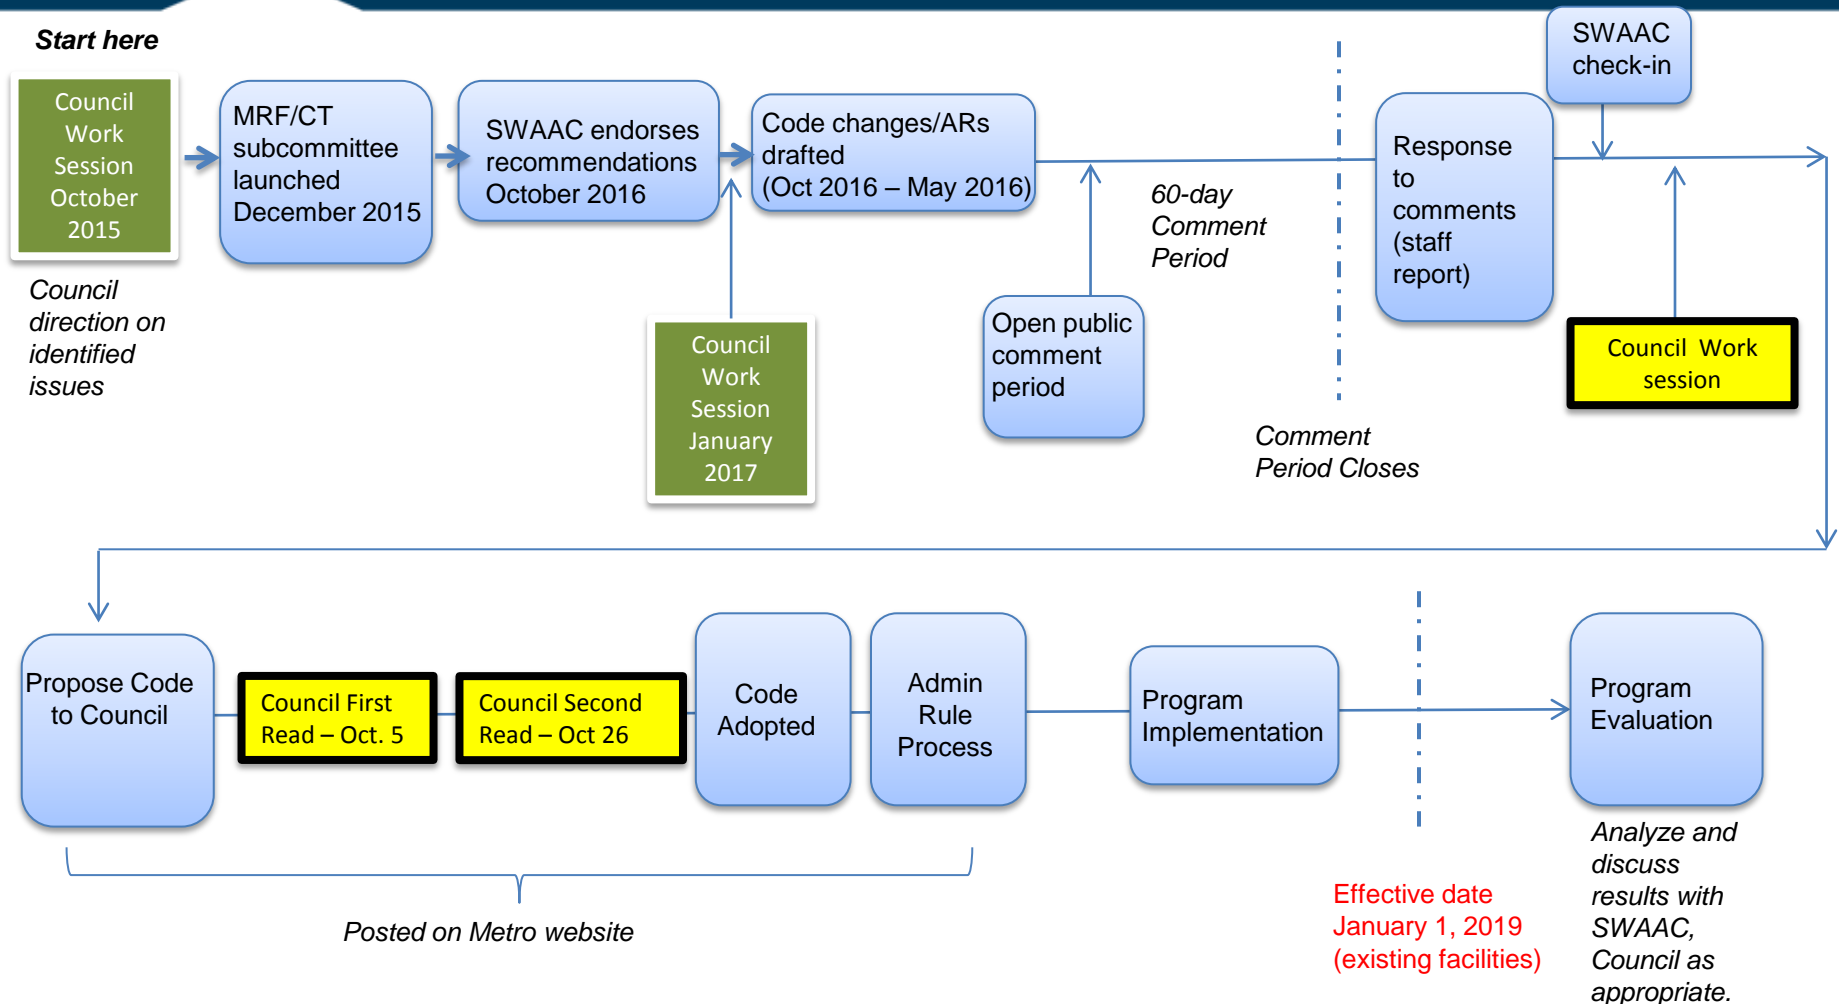 Start here
Council
Work
Session
October
2015
Council
direction on
identified
issues
MRF/CT
subcommittee
launched
December 2015
SWAAC endorses
recommendations
October 2016
Council
Work
Session
January
2017
Code changes/ARs
drafted
(Oct 2016 – May 2016)
Open public
comment
period
60-day
Comment
Period
Comment
Period Closes
Response
to
comments
(staff
report)
SWAAC
check-in
Council Work
session
Propose Code
to Council
Council First
Read – Oct. 5
Council Second
Read – Oct 26
Code
Adopted
Admin
Rule
Process
Posted on Metro website
Program
Implementation
Effective date
January 1, 2019
(existing facilities)
Program
Evaluation
Analyze and
discuss
results with
SWAAC,
Council as
appropriate.